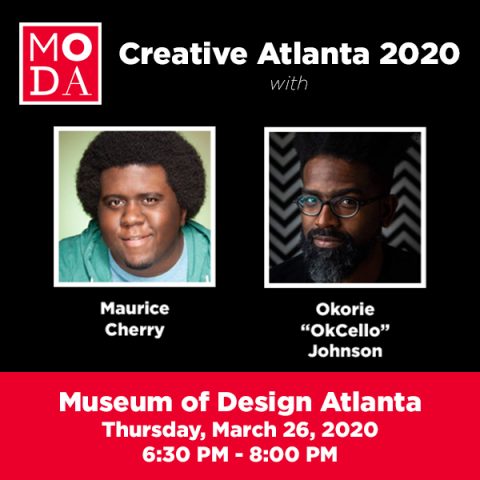 MO
DA
Creative Atlanta 2020
with
Maurice
Cherry
Okorie
“OkCello”
Johnson
Museum of Design Atlanta
Thursday, March 26, 2020
6:30 PM - 8:00 PM